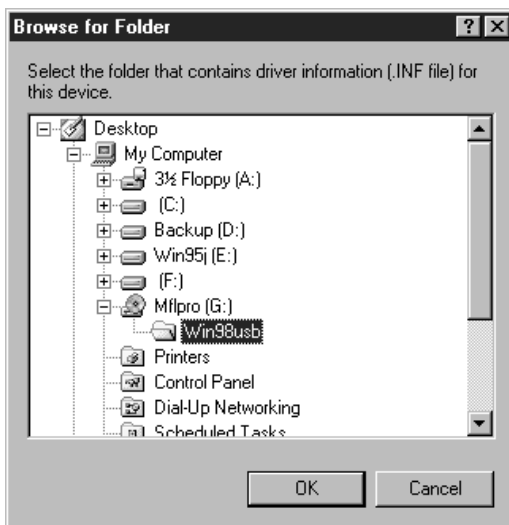 Browse for Folder
Select the folder that contains driver information (.INF file) for
this device.
Desktop
My Computer
3½ Floppy (A:)
(C:)
Backup (D:)
Win95j (E:)
(F:)
Mflpro (G:)
Win98usb
Printers
Control Panel
Dial-Up Networking
Scheduled Tasks
OK
Cancel